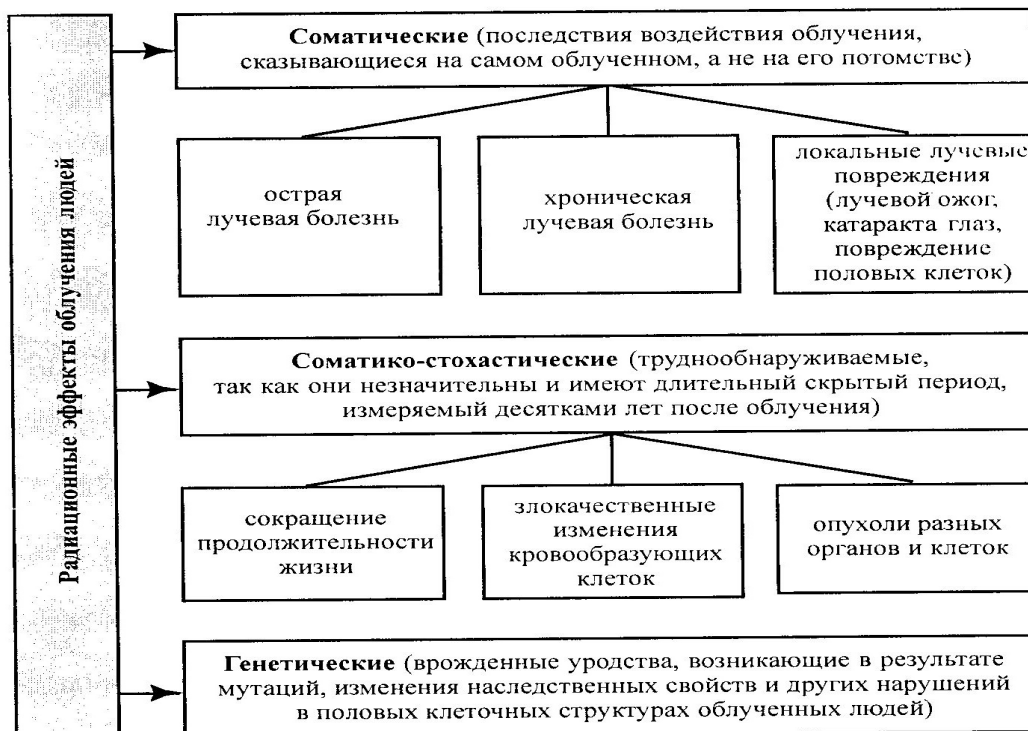 Радиационные эффекты облучения людей
Соматические (последствия воздействия облучения,
сказывающиеся на самом облученном, а не на его потомстве)
острая
лучевая болезнь
хроническая
лучевая болезнь
локальные лучевые
повреждения
(лучевой ожог,
катаракта глаз,
повреждение
половых клеток)
Соматико-стохастические (труднообнаруживаемые,
так как они незначительны и имеют длительный скрытый период,
измеряемый десятками лет после облучения)
сокращение
продолжительности
жизни
злокачественные
изменения
кровообразующих
клеток
опухоли разных
органов и клеток
Генетические (врожденные уродства, возникающие в результате
мутаций, изменения наследственных свойств и других нарушений
в половых клеточных структурах облученных людей)